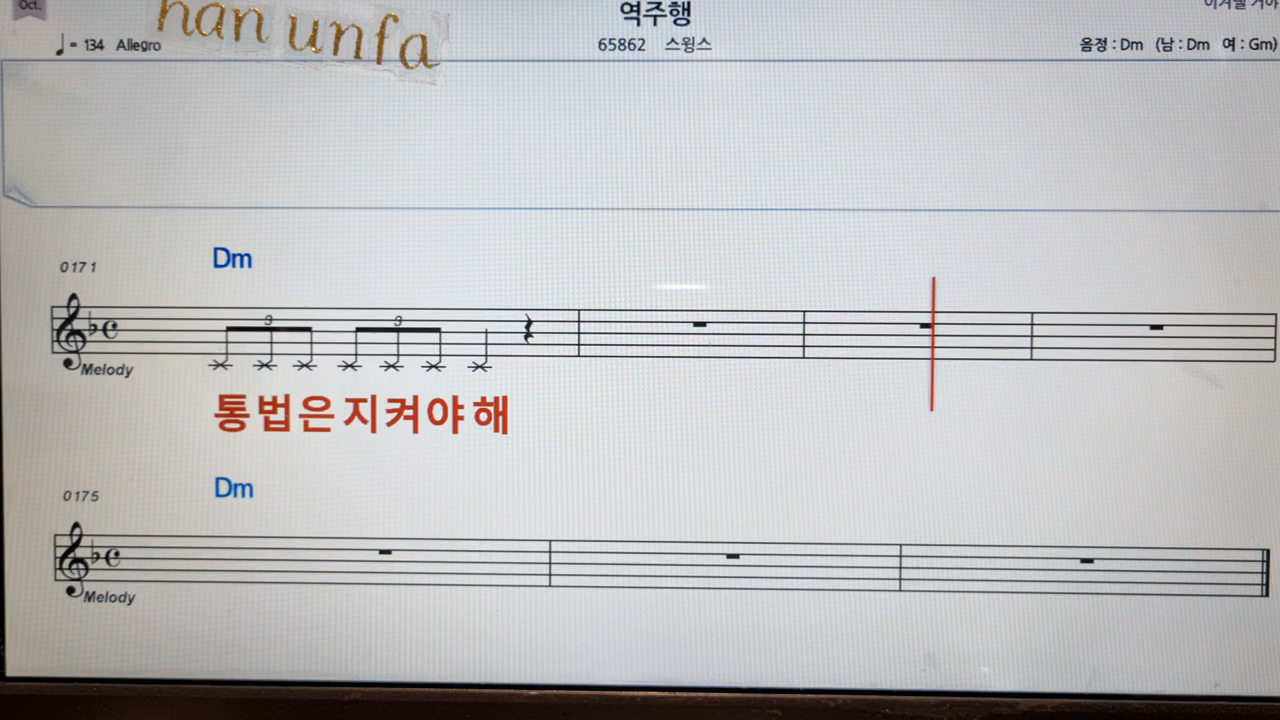 Oct.
han unfa
역주행
♩= 134 Allegro
65862 스윙스
음정 : Dm (남 : Dm 여 : Gm)
Dm
0171
3 3
Melody
통법은지켜야해
Dm
0175
Melody